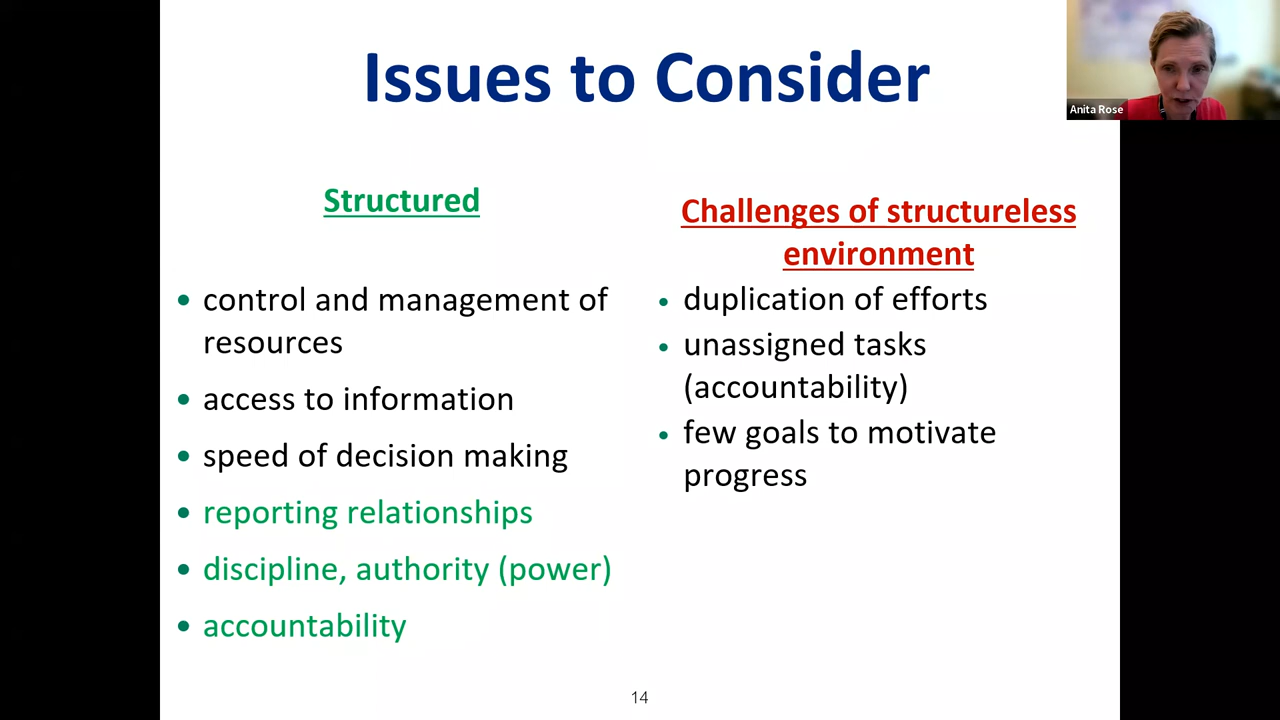 Issues to Consider
Anita Rose
Structured
• control and management of
resources
• access to information
• speed of decision making
• reporting relationships
• discipline, authority (power)
• accountability
Challenges of structureless
environment
• duplication of efforts
• unassigned tasks
(accountability)
• few goals to motivate
progress
14